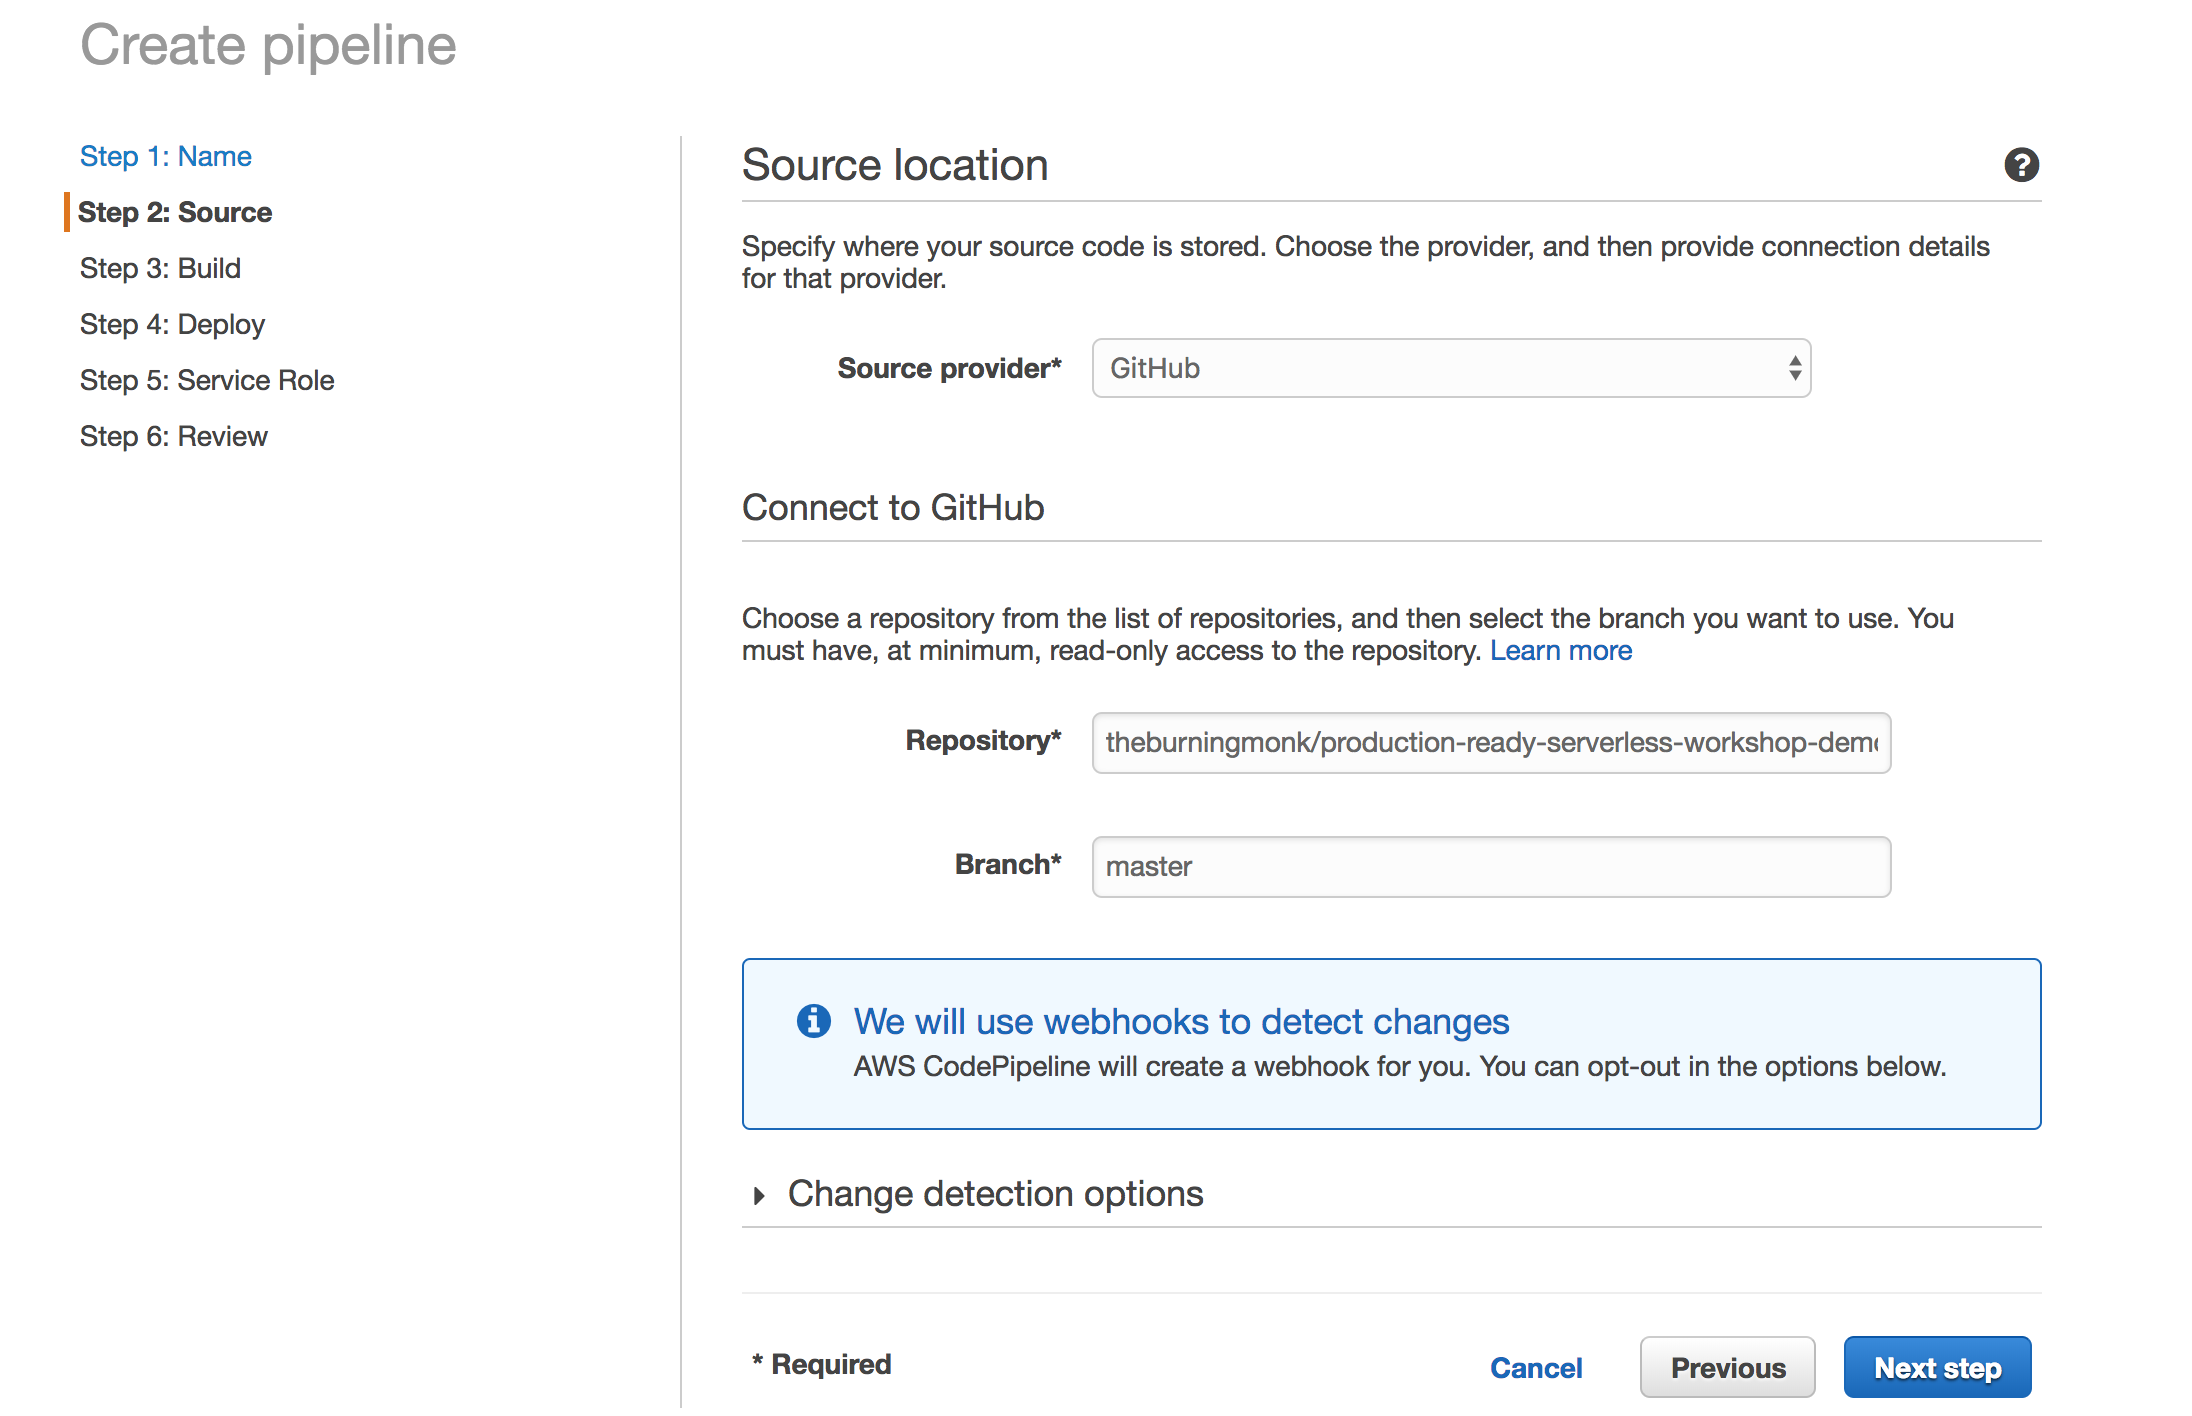 Create pipeline
Step 1: Name
Step 2: Source
Step 3: Build
Step 4: Deploy
Step 5: Service Role
Step 6: Review
Source location
Specify where your source code is stored. Choose the provider, and then provide connection details
for that provider.
Source provider* GitHub
Connect to GitHub
Choose a repository from the list of repositories, and then select the branch you want to use. You
must have, at minimum, read-only access to the repository. Learn more
Repository* theburningmonk/production-ready-serverless-workshop-demo
Branch* master
We will use webhooks to detect changes
AWS CodePipeline will create a webhook for you. You can opt-out in the options below.
Change detection options
* Required
Cancel Previous Next step